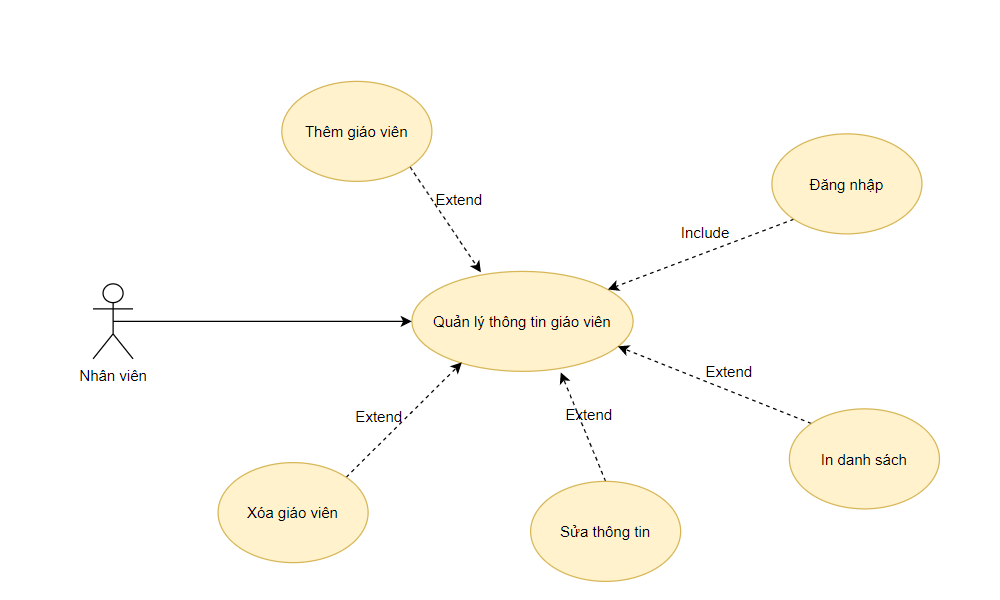 Thêm giáo viên
Đăng nhập
Extend
Include
Quản lý thông tin giáo viên
Nhân viên
Extend
Extend
Extend
In danh sách
Xóa giáo viên
Sửa thông tin